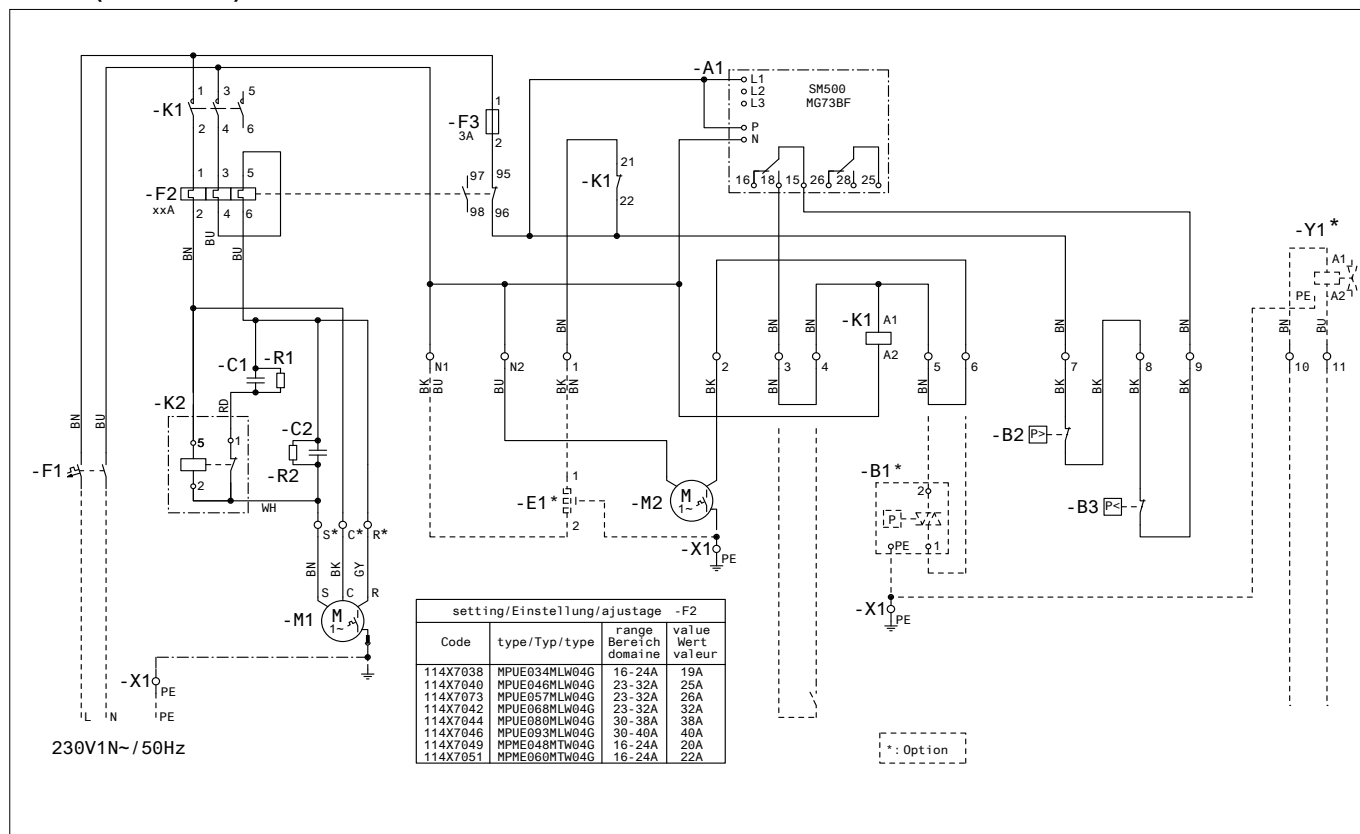 -A1
L1
L2
L3
P
N
SM500
MG73BF
16 18 15 26 28 25
-K1
1 3 5
2 4 6
-F3
3A
1
2
-F2
xxA
1 3 5
2 4 6
97 95
98 96
-K1
21
22
BN
BU
BU
-Y1*
A1
A2
PE
BN
BU
10
11
-C1
-R1
-K2
RD
5
1
2
WH
-C2
-R2
BN
BU
-F1
S* C* R*
BN
BK
GY
S C R
-M1
M
1~
-X1
PE
L N PE
230V1N~/50Hz
N1
BK
BU
N2
BU
BN
1
BK
BN
-E1*
1
2
2
BK
-M2
M
1~
-X1
PE
BN
3
BN
BN
4
-K1
A1
A2
5
BN
6
-B1*
2
P
PE
1
-X1
PE
BN
7
BK
BK
8
BK
BN
9
BK
-B2
P>
-B3
P<
setting/Einstellung/ajustage -F2
Code type/Typ/type range Bereich domaine value Wert valeur
114X7038 MPUE034MLW04G 16-24A 19A
114X7040 MPUE046MLW04G 23-32A 25A
114X7073 MPUE057MLW04G 23-32A 26A
114X7042 MPUE068MLW04G 23-32A 32A
114X7044 MPUE080MLW04G 30-38A 38A
114X7046 MPUE093MLW04G 30-40A 40A
114X7049 MPME048MTW04G 16-24A 20A
114X7051 MPME060MTW04G 16-24A 22A
*:Option